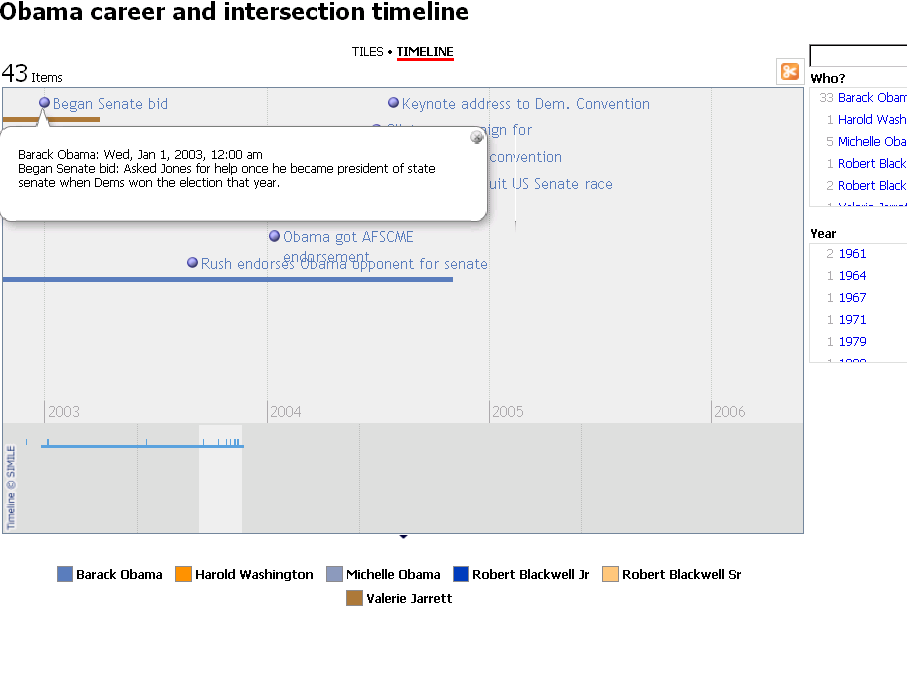 Obama career and intersection timeline
TILES • TIMELINE
43 Items
Began Senate bid
Keynote address to Dem. Convention
ign for
convention
uit US Senate race
Barack Obama: Wed, Jan 1, 2003, 12:00 am
Began Senate bid: Asked Jones for help once he became president of state
senate when Dems won the election that year.
Obama got AFSCME
endorsement
Rush endorses Obama opponent for senate
2003
2004
2005
2006
Timeline © SIMILE
Who?
33 Barack Obam
1 Harold Wash
5 Michelle Oba
1 Robert Black
2 Robert Black
1 Valerie Jarrett
Year
2 1961
1 1964
1 1967
1 1971
1 1979
Barack Obama
Harold Washington
Michelle Obama
Robert Blackwell Jr
Robert Blackwell Sr
Valerie Jarrett